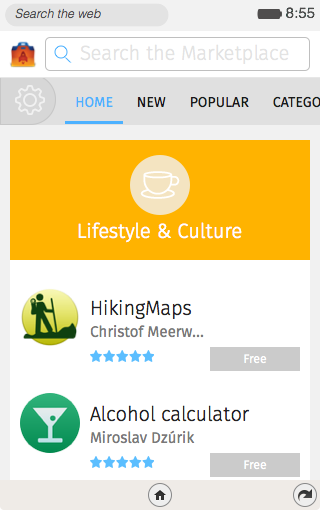 Search the web
8:55
Search the Marketplace
HOME NEW POPULAR CATEGO
Lifestyle & Culture
HikingMaps
Christof Meerw...
Free
Alcohol calculator
Miroslav Dzúrik
Free